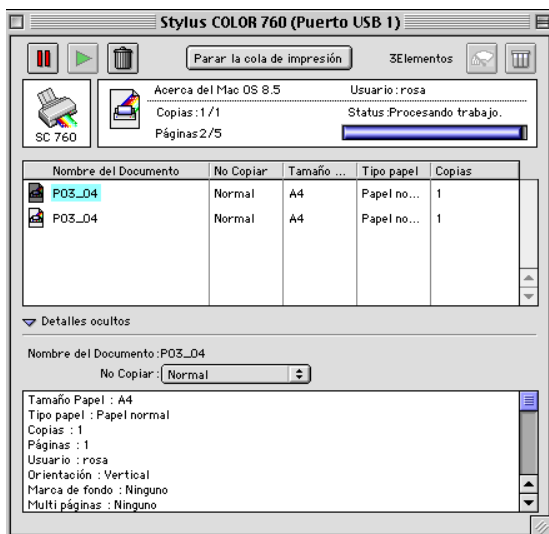 Stylus COLOR 760 (Puerto USB 1)
Parar la cola de impresión
3Elementos
SC 760
Acerca del Mac OS 8.5
Usuario :rosa
Copias :1/1
Status :Procesando trabajo.
Páginas2/5
Nombre del Documento No Copiar Tamaño ... Tipo papel Copias
P03_04 Normal A4 Papel no... 1
P03_04 Normal A4 Papel no... 1
Detalles ocultos
Nombre del Documento :P03_04
No Copiar : Normal
Tamaño Papel : A4
Tipo papel : Papel normal
Copias : 1
Páginas : 1
Usuario : rosa
Orientación : Vertical
Marca de fondo : Ninguno
Multi páginas : Ninguno